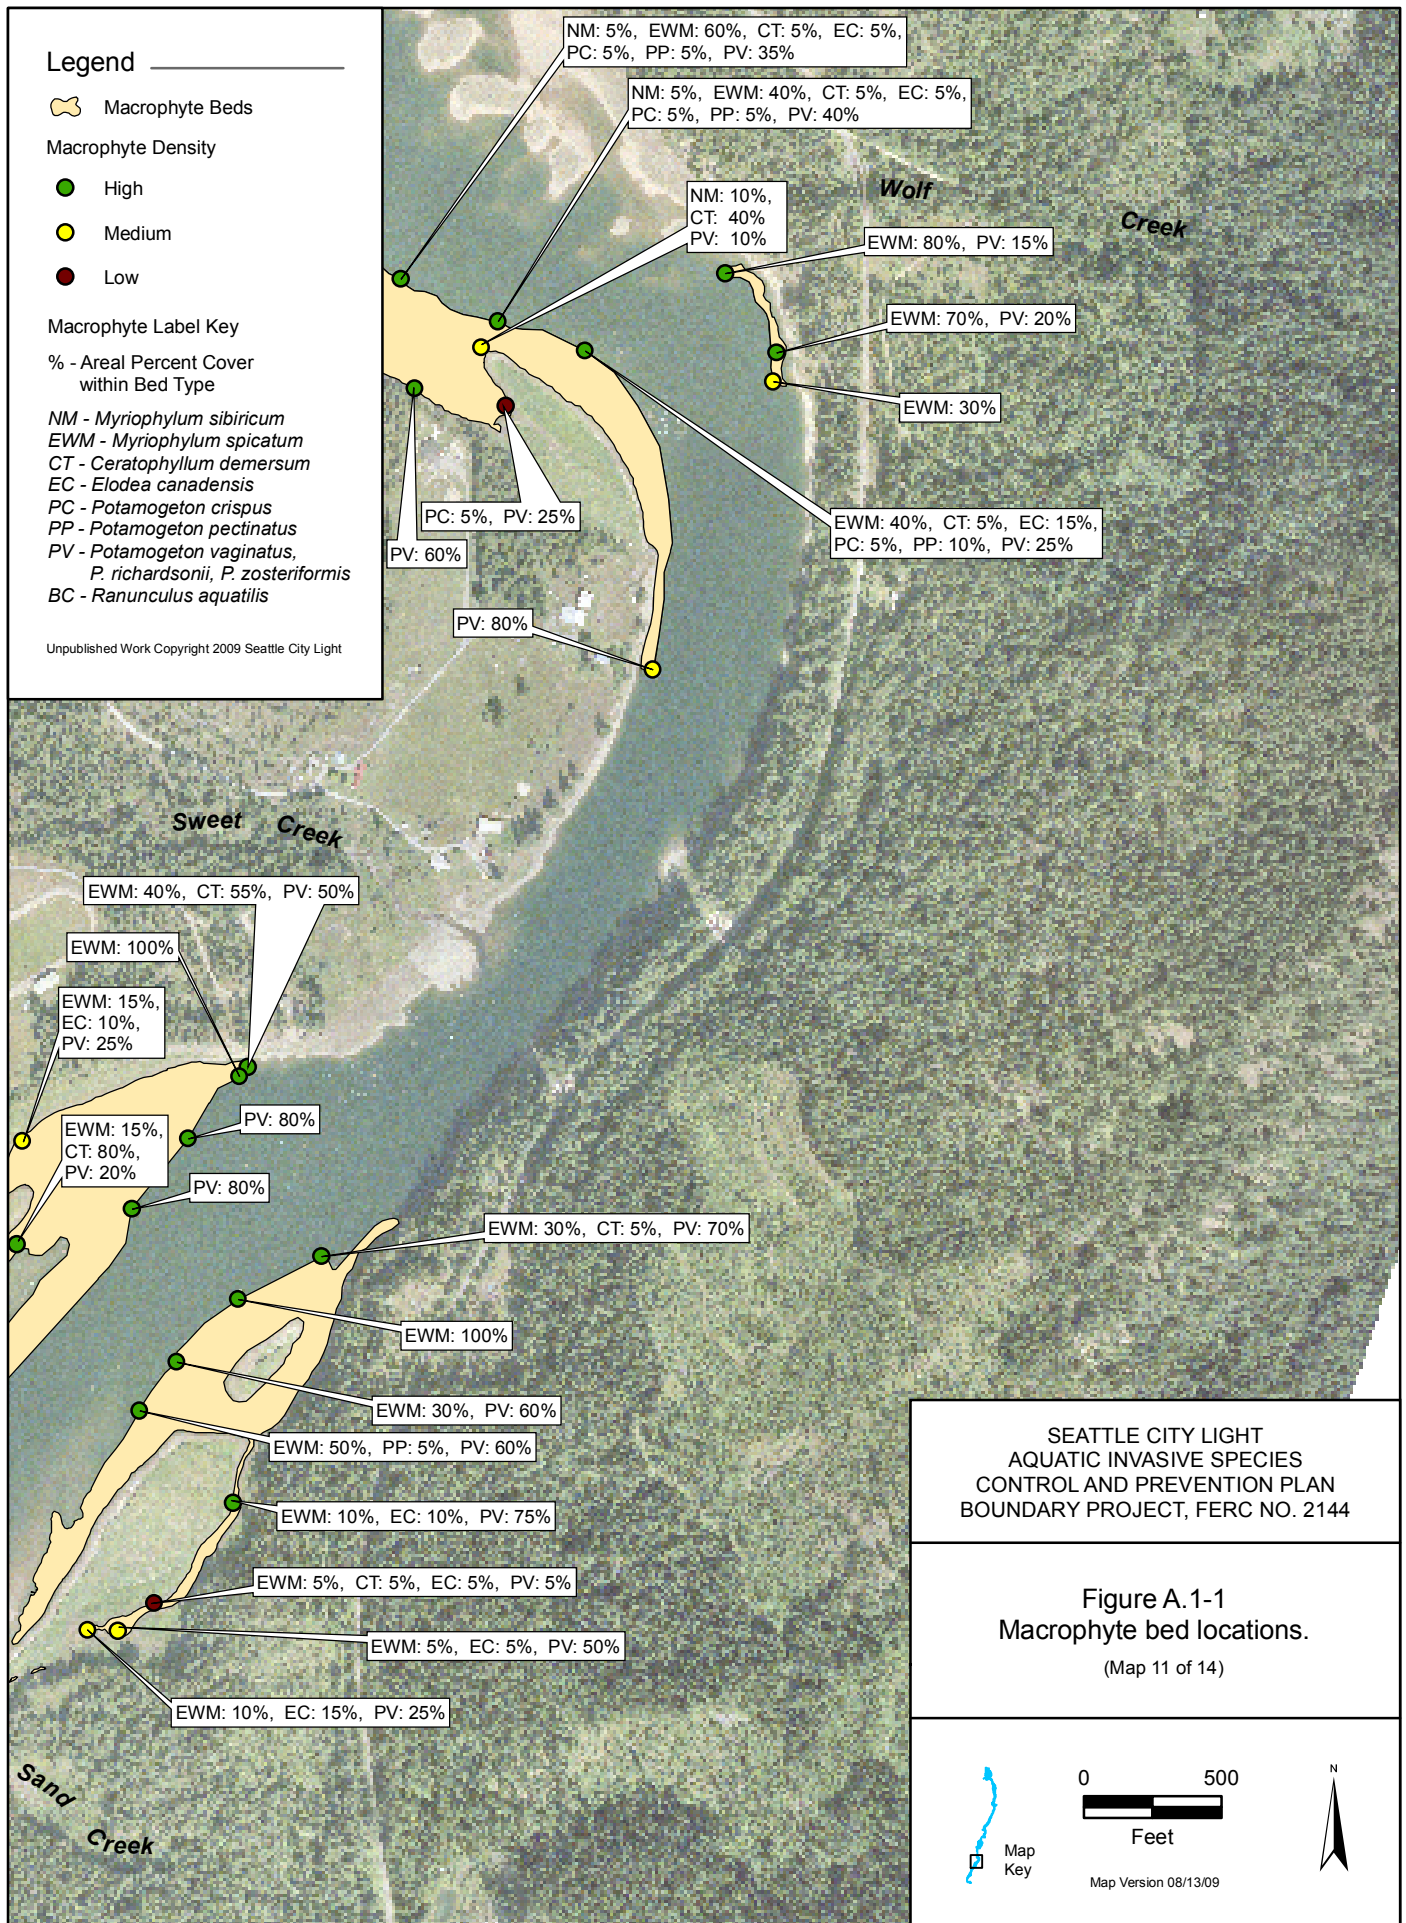 Legend
Macrophyte Beds
Macrophyte Density
High
Medium
Low
Macrophyte Label Key
% - Areal Percent Cover
within Bed Type
NM - Myriophylum sibiricum
EWM - Myriophylum spicatum
CT - Ceratophyllum demersum
EC - Elodea canadensis
PC - Potamogeton crispus
PP - Potamogeton pectinatus
PV - Potamogeton vaginatus,
P. richardsonii, P. zosteriformis
BC - Ranunculus aquatilis
Unpublished Work Copyright 2009 Seattle City Light
NM: 5%, EWM: 60%, CT: 5%, EC: 5%,
PC: 5%, PP: 5%, PV: 35%
NM: 5%, EWM: 40%, CT: 5%, EC: 5%,
PC: 5%, PP: 5%, PV: 40%
NM: 10%,
CT: 40%
PV: 10%
Wolf
Creek
EWM: 80%, PV: 15%
EWM: 70%, PV: 20%
EWM: 30%
PC: 5%, PV: 25%
PV: 60%
EWM: 40%, CT: 5%, EC: 15%,
PC: 5%, PP: 10%, PV: 25%
PV: 80%
Sweet Creek
EWM: 40%, CT: 55%, PV: 50%
EWM: 100%
EWM: 15%,
EC: 10%,
PV: 25%
EWM: 15%,
CT: 80%,
PV: 20%
PV: 80%
PV: 80%
EWM: 30%, CT: 5%, PV: 70%
EWM: 100%
EWM: 30%, PV: 60%
EWM: 50%, PP: 5%, PV: 60%
EWM: 10%, EC: 10%, PV: 75%
EWM: 5%, CT: 5%, EC: 5%, PV: 5%
EWM: 5%, EC: 5%, PV: 50%
EWM: 10%, EC: 15%, PV: 25%
Sand
Creek
SEATTLE CITY LIGHT
AQUATIC INVASIVE SPECIES
CONTROL AND PREVENTION PLAN
BOUNDARY PROJECT, FERC NO. 2144
Figure A.1-1
Macrophyte bed locations.
(Map 11 of 14)
Map
Key
0 500
Feet
Map Version 08/13/09
N